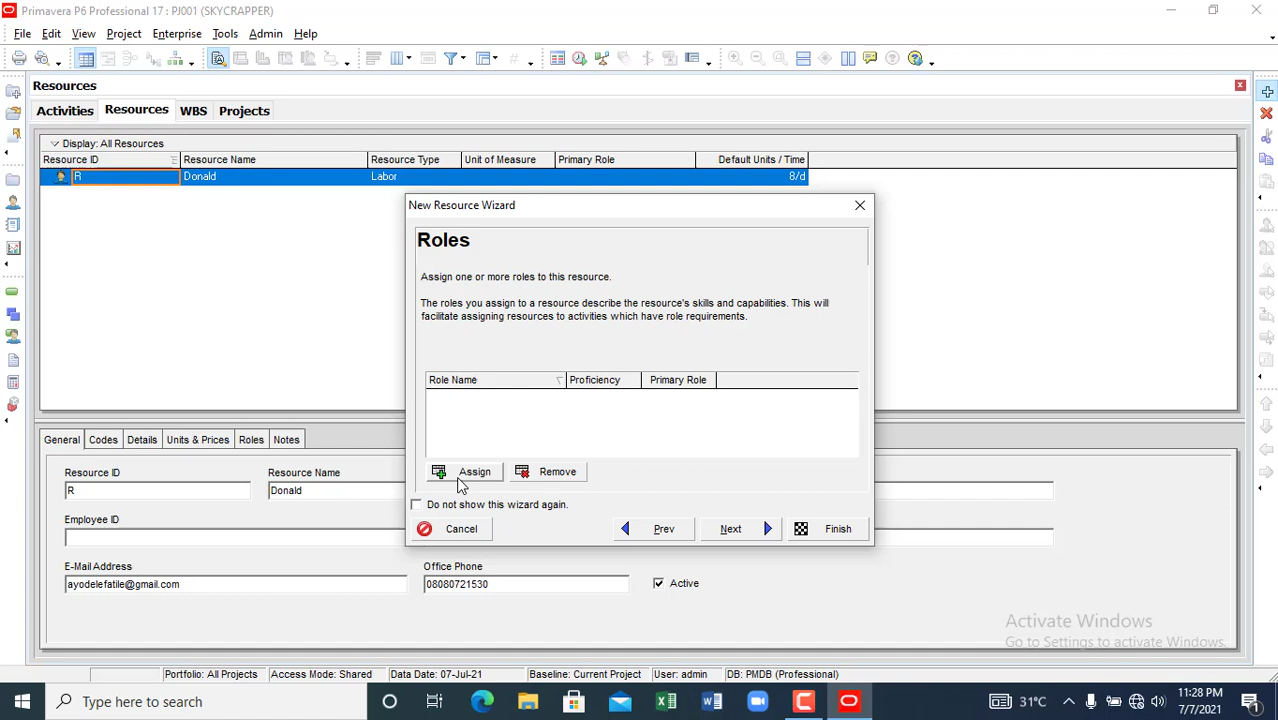 Primavera P6 Professional 17 : PJ001 (SKYCRAPPER)
File Edit View Project Enterprise Tools Admin Help
Resources
Activities Resources WBS Projects
Display: All Resources
Resource ID Resource Name Resource Type Unit of Measure Primary Role Default Units / Time
R Donald Labor 8/d
New Resource Wizard
Roles
Assign one or more roles to this resource.
The roles you assign to a resource describe the resource's skills and capabilities. This will
facilitate assigning resources to activities which have role requirements.
Role Name Proficiency Primary Role
Assign Remove
Do not show this wizard again.
Cancel Prev Next Finish
General Codes Details Units & Prices Roles Notes
Resource ID Resource Name
R Donald
Employee ID
E-Mail Address Office Phone
ayodelefatile@gmail.com 08080721530 Active
Activate Windows
Go to Settings to activate Windows.
Portfolio: All Projects Access Mode: Shared Data Date: 07-Jul-21 Baseline: Current Project User: admin DB: PMDB (Professional)
Type here to search 31°C 11:28 PM
7/7/2021